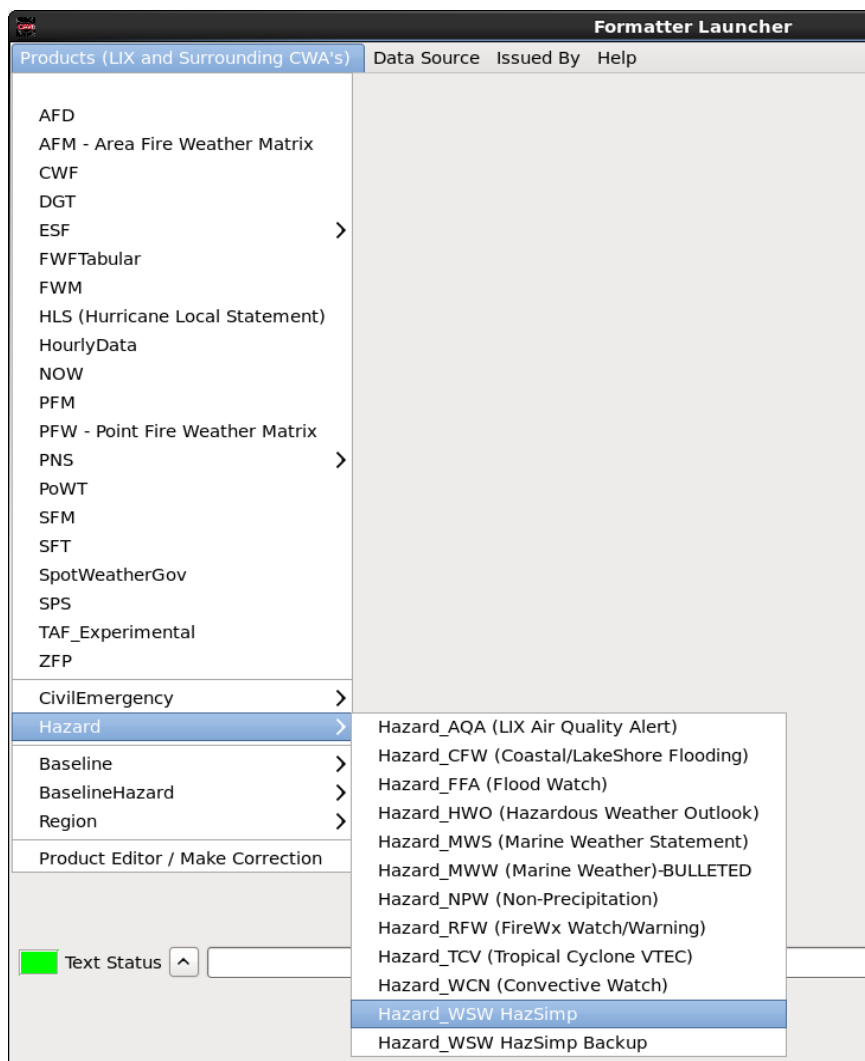 Formatter Launcher
Products (LIX and Surrounding CWA's) Data Source Issued By Help
AFD
AFM - Area Fire Weather Matrix
CWF
DGT
ESF
FWFTabular
FWM
HLS (Hurricane Local Statement)
HourlyData
NOW
PFM
PFW - Point Fire Weather Matrix
PNS
PoWT
SFM
SFT
SpotWeatherGov
SPS
TAF_Experimental
ZFP
CivilEmergency
Hazard
Baseline
BaselineHazard
Region
Product Editor / Make Correction
Hazard_AQA (LIX Air Quality Alert)
Hazard_CFW (Coastal/LakeShore Flooding)
Hazard_FFA (Flood Watch)
Hazard_HWO (Hazardous Weather Outlook)
Hazard_MWS (Marine Weather Statement)
Hazard_MWW (Marine Weather)-BULLETED
Hazard_NPW (Non-Precipitation)
Hazard_RFW (FireWx Watch/Warning)
Hazard_TCV (Tropical Cyclone VTEC)
Hazard_WCN (Convective Watch)
Hazard_WSW HazSimp
Hazard_WSW HazSimp Backup
Text Status